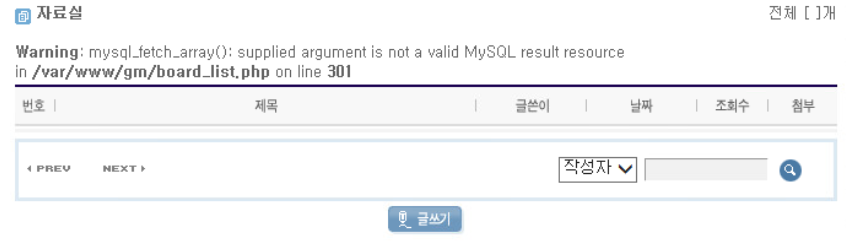 자료실 전체 [ ]개
Warning: mysql_fetch_array(): supplied argument is not a valid MySQL result resource
in /var/www/gm/board_list.php on line 301
번호 | 제목 | 글쓴이 | 날짜 | 조회수 | 첨부
PREV NEXT 작성자
글쓰기